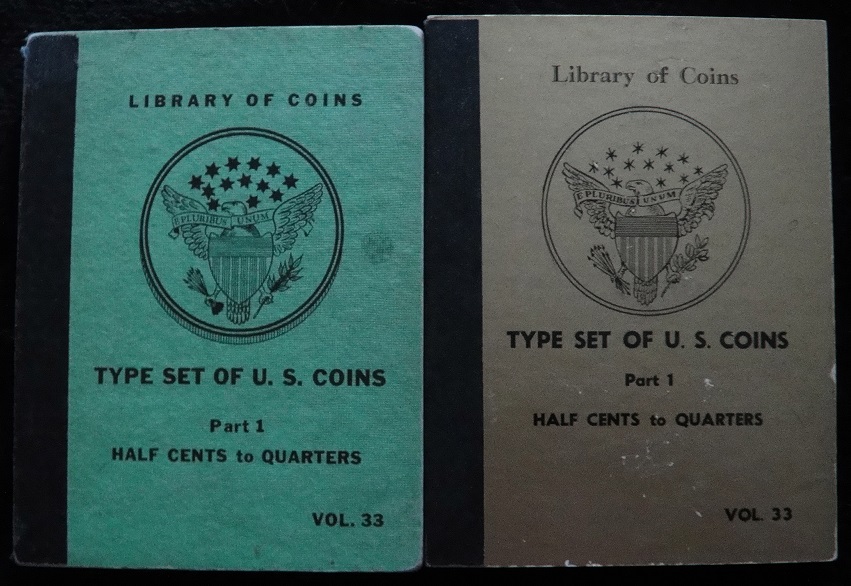 LIBRARY OF COINS
E PLURIBUS UNUM
TYPE SET OF U. S. COINS
Part 1
HALF CENTS to QUARTERS
VOL. 33
Library of Coins
E PLURIBUS UNUM
TYPE SET OF U. S. COINS
Part 1
HALF CENTS to QUARTERS
VOL. 33